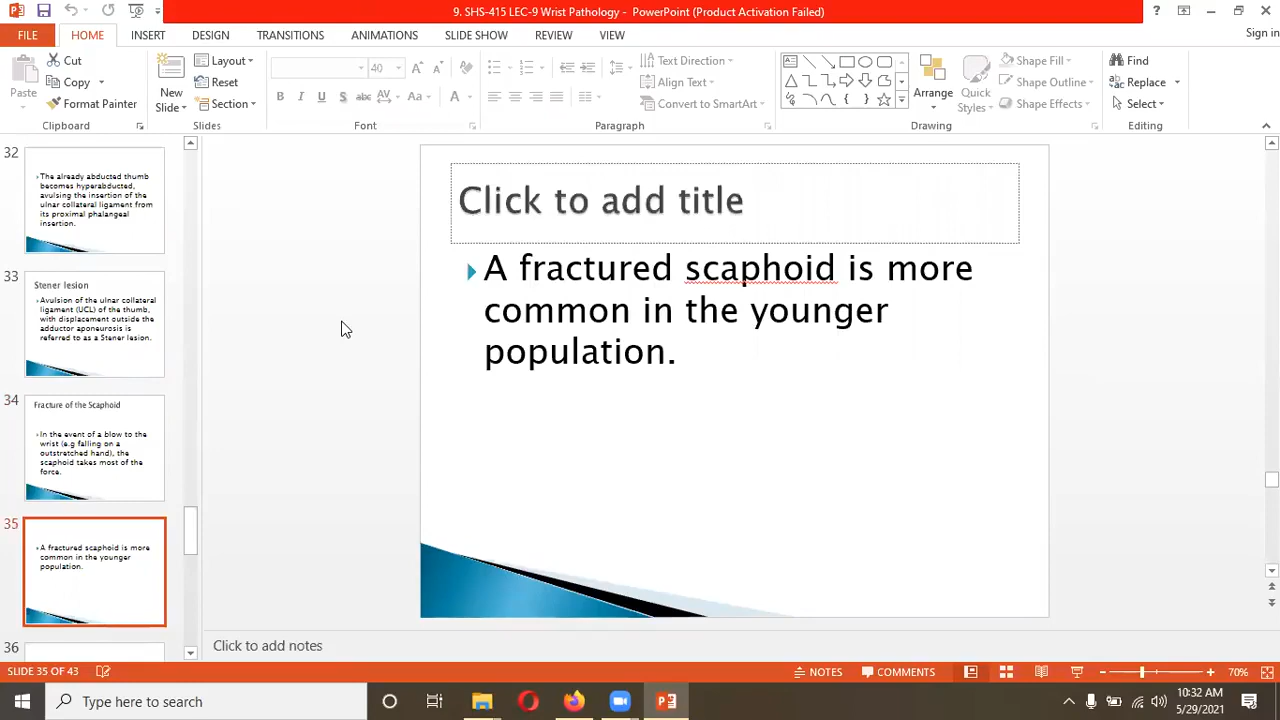 9. SHS-415 LEC-9 Wrist Pathology - PowerPoint (Product Activation Failed)
FILE HOME INSERT DESIGN TRANSITIONS ANIMATIONS SLIDE SHOW REVIEW VIEW Sign in
Paste
Cut
Copy
Format Painter
Clipboard
New Slide
Layout
Reset
Section
Slides
40
B I U S abc AV Aa A
Font
Text Direction
Align Text
Convert to SmartArt
Paragraph
Arrange
Quick Styles
Shape Fill
Shape Outline
Shape Effects
Drawing
Find
Replace
Select
Editing
32
The already abducted thumb
becomes hyperabducted,
avulsing the insertion of the
ulnar collateral ligament from
its proximal phalangeal
insertion.
33
Stener lesion
Avulsion of the ulnar collateral
ligament (UCL) of the thumb,
with displacement outside the
adductor aponeurosis is
referred to as a Stener lesion.
34
Fracture of the Scaphoid
In the event of a blow to the
wrist (e.g falling on a
outstretched hand), the
scaphoid takes most of the
force.
35
A fractured scaphoid is more
common in the younger
population.
36
Click to add title
A fractured scaphoid is more
common in the younger
population.
Click to add notes
SLIDE 35 OF 43 NOTES COMMENTS 70%
Type here to search
10:32 AM
5/29/2021